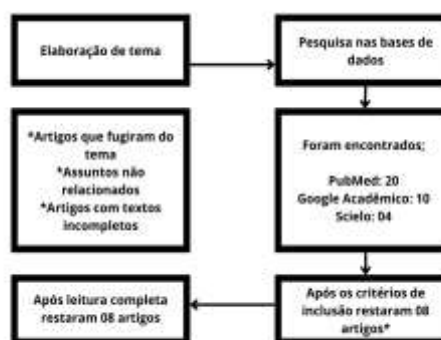 Elaboração de tema
Pesquisa nas bases de
dados
*Artigos que fugiram do
tema
*Assuntos não
relacionados
*Artigos com textos
incompletos
Foram encontrados;
PubMed: 20
Google Acadêmico: 10
Scielo: 04
Após leitura completa
restaram 08 artigos
Após os critérios de
inclusão restaram 08
artigos*